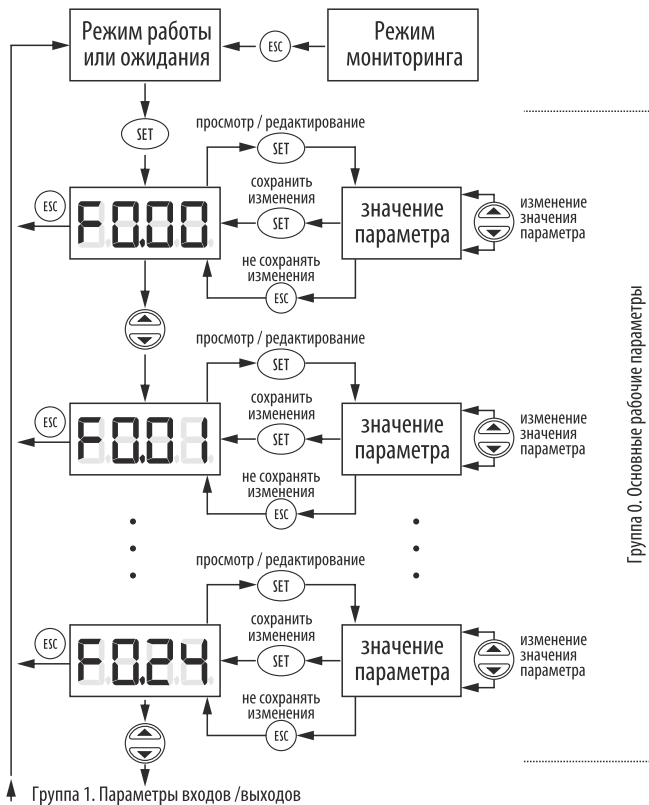 Режим работы
или ожидания
ESC
Режим
мониторинга
SET
просмотр / редактирование
SET
ESC
F0.00
сохранить
изменения
SET
значение
параметра
изменение
значения
параметра
не сохранять
изменения
ESC
просмотр / редактирование
SET
ESC
F0.01
сохранить
изменения
SET
значение
параметра
изменение
значения
параметра
не сохранять
изменения
ESC
Группа 0. Основные рабочие параметры
просмотр / редактирование
SET
ESC
F0.24
сохранить
изменения
SET
значение
параметра
изменение
значения
параметра
не сохранять
изменения
ESC
Группа 1. Параметры входов /выходов